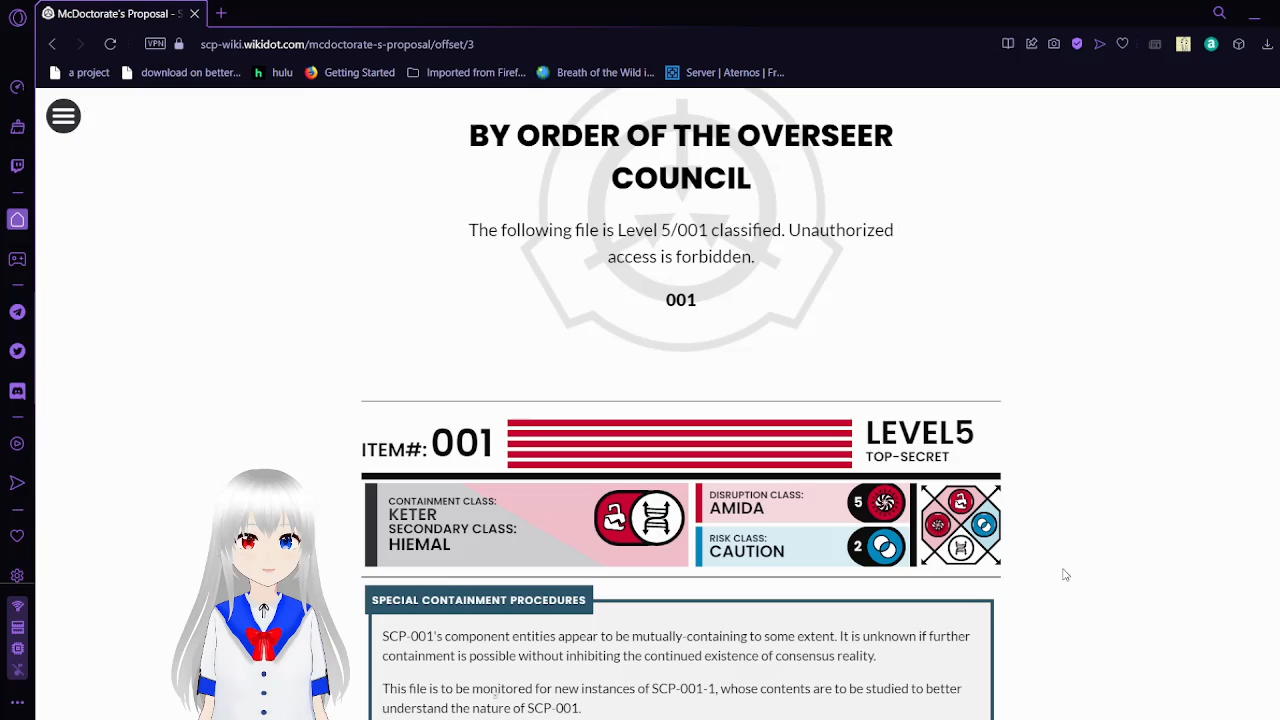 McDoctorate's Proposal - S
VPN
scp-wiki.wikidot.com/mcdoctorate-s-proposal/offset/3
a project
download on better...
hulu
Getting Started
Imported from Firef...
Breath of the Wild i...
Server | Aternos | Fr...
BY ORDER OF THE OVERSEER
COUNCIL
The following file is Level 5/001 classified. Unauthorized
access is forbidden.
001
ITEM#: 001
LEVEL5
TOP-SECRET
CONTAINMENT CLASS:
KETER
SECONDARY CLASS:
HIEMAL
DISRUPTION CLASS:
AMIDA
5
RISK CLASS:
CAUTION
2
SPECIAL CONTAINMENT PROCEDURES
SCP-001's component entities appear to be mutually-containing to some extent. It is unknown if further
containment is possible without inhibiting the continued existence of consensus reality.
This file is to be monitored for new instances of SCP-001-1, whose contents are to be studied to better
understand the nature of SCP-001.